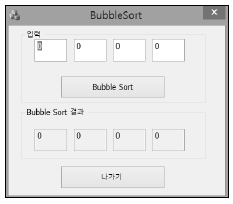 BubbleSort
입력
0 0 0 0
Bubble Sort
Bubble Sort 결과
0 0 0 0
나가기